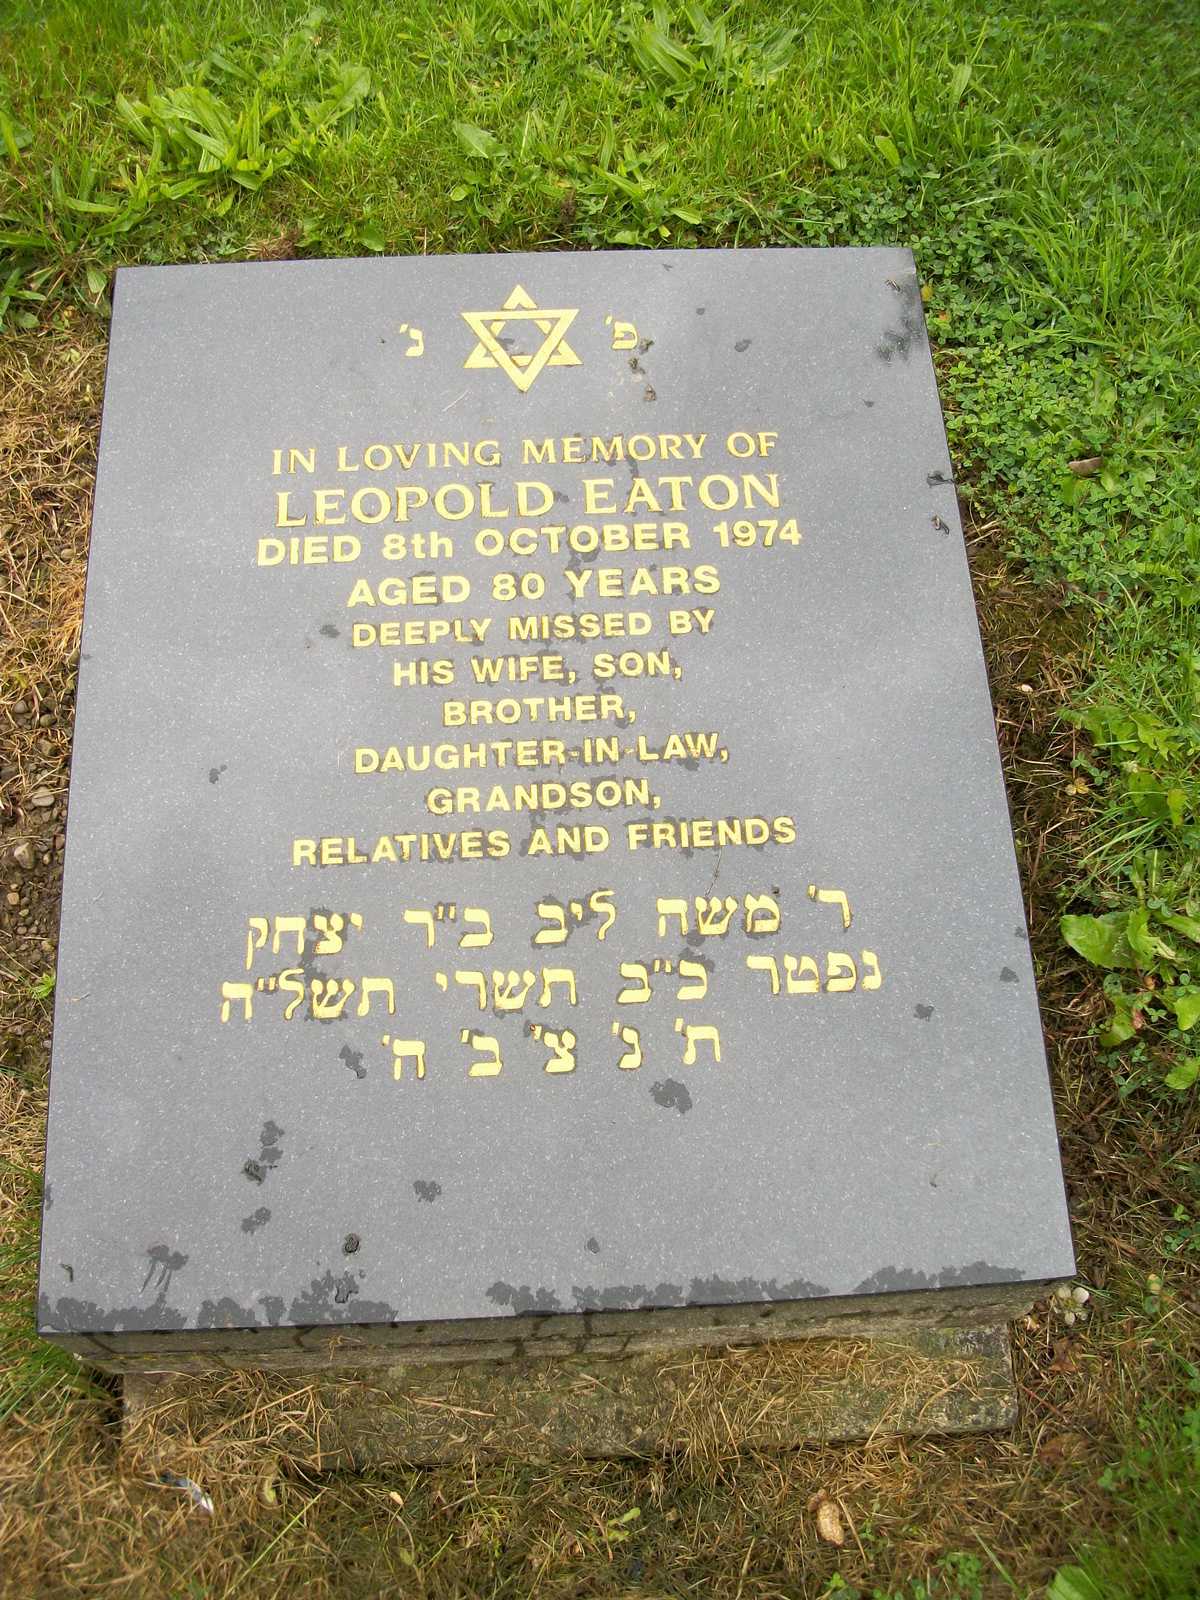 פ' נ'
IN LOVING MEMORY OF
LEOPOLD EATON
DIED 8th OCTOBER 1974
AGED 80 YEARS
DEEPLY MISSED BY
HIS WIFE, SON,
BROTHER,
DAUGHTER-IN-LAW,
GRANDSON,
RELATIVES AND FRIENDS
ר' משה ליב ב"ר יצחק
נפטר כ"ב תשרי תשל"ה
ת' נ' צ' ב' ה'